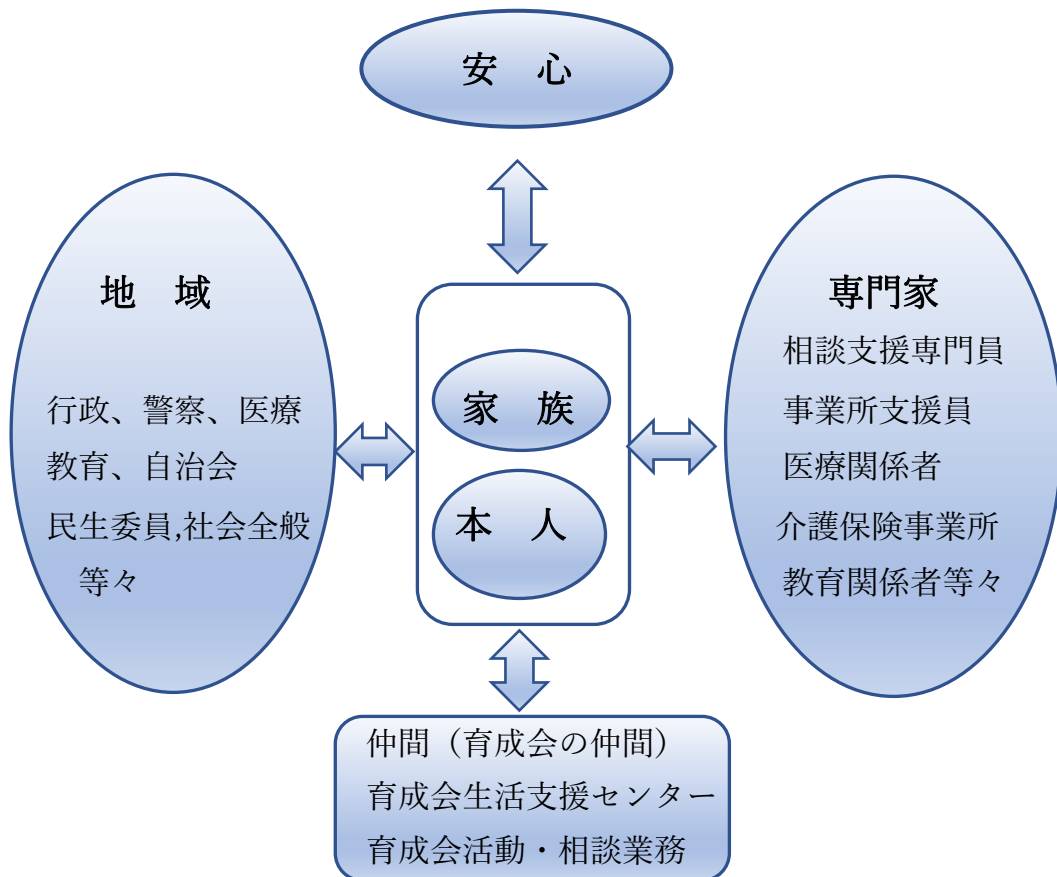 安　心
地　域
行政、警察、医療
教育、自治会
民生委員,社会全般
等々
家　族
本　人
専門家
相談支援専門員
事業所支援員
医療関係者
介護保険事業所
教育関係者等々
仲間（育成会の仲間）
育成会生活支援センター
育成会活動・相談業務